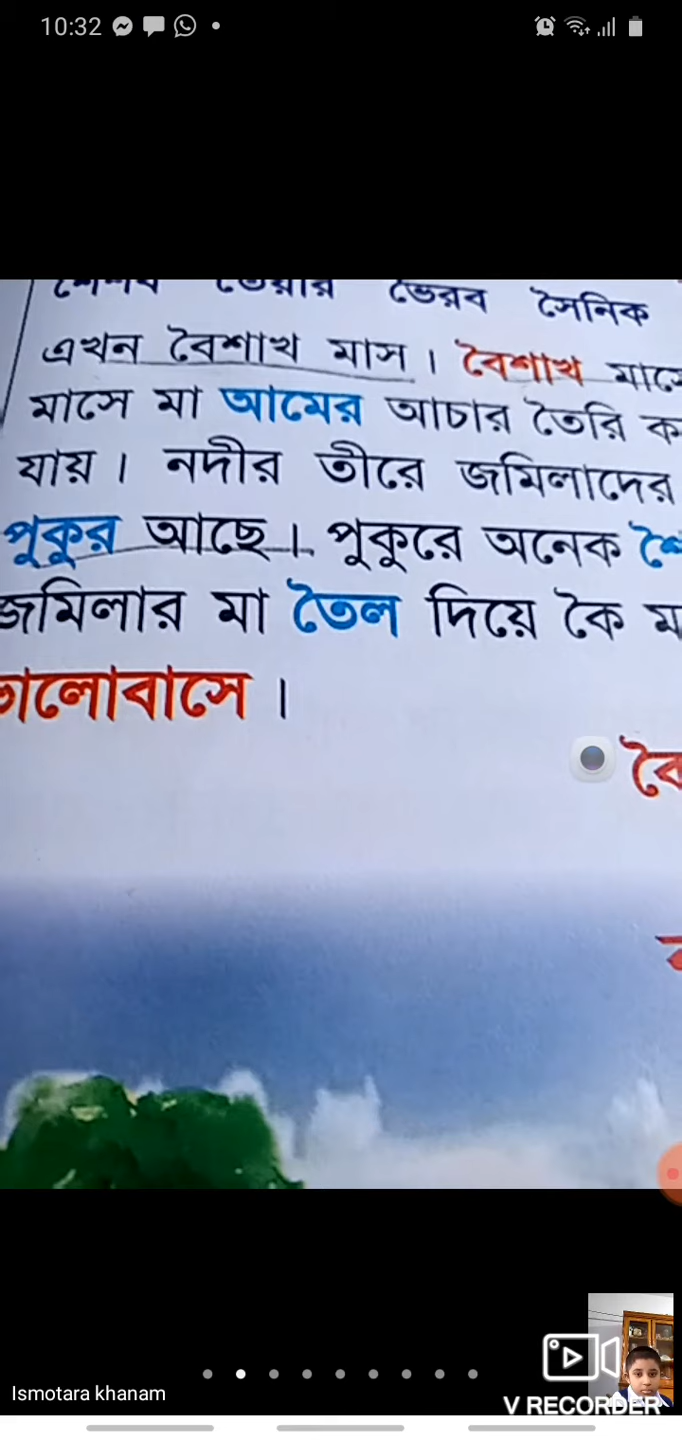 10:32
ভৈরব সৈনিক
এখন বৈশাখ মাস। বৈশাখ
মাসে মা আমের আচার তৈরি ক
যায়। নদীর তীরে জমিলাদের
পুকুর আছে। পুকুরে অনেক
জমিলার মা তৈল দিয়ে কৈ ম
ালোবাসে।
বৈ
Ismotara khanam
V RECORDER